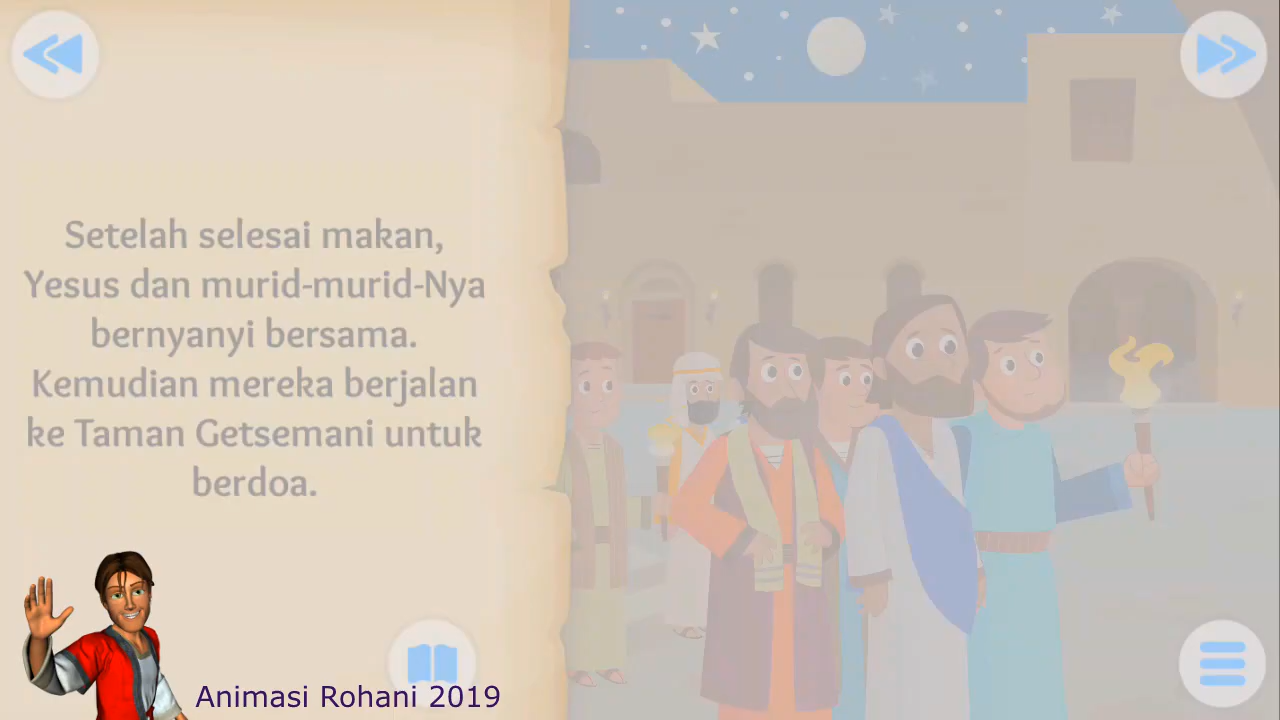 Setelah selesai makan,
Yesus dan murid-murid-Nya
bernyanyi bersama.
Kemudian mereka berjalan
ke Taman Getsemani untuk
berdoa.
Animasi Rohani 2019